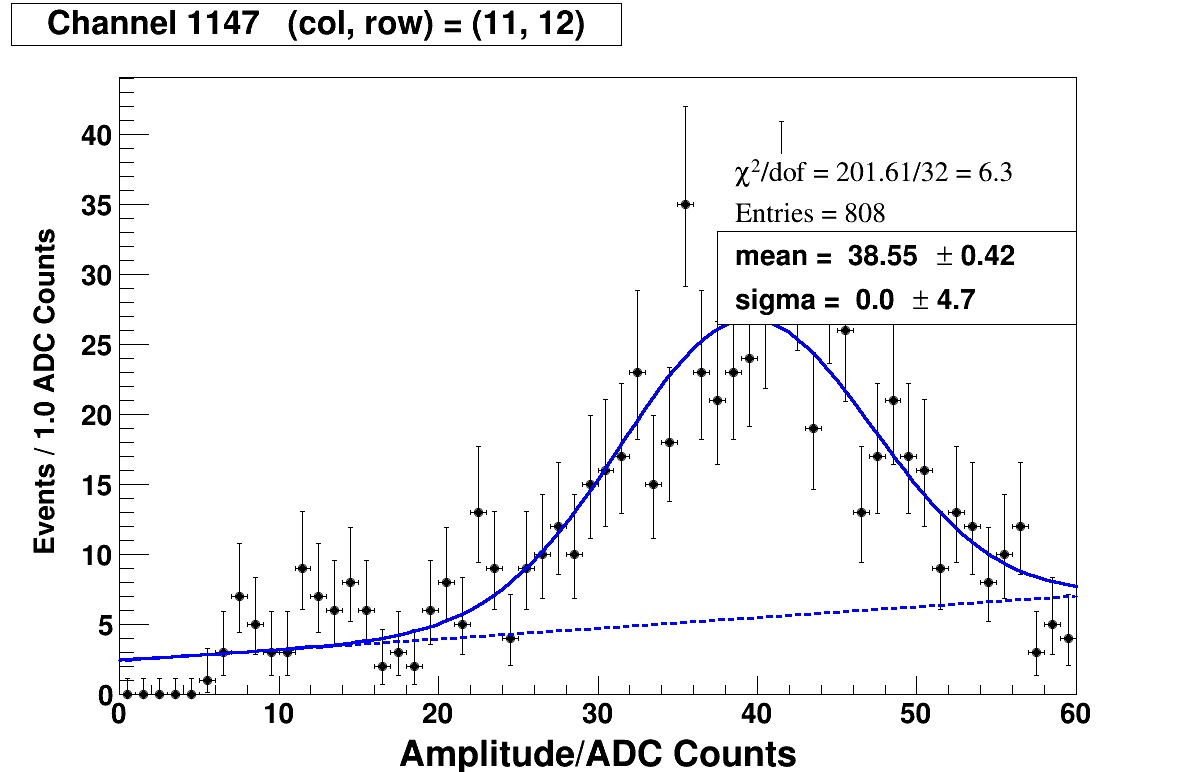 Channel 1147 (col, row) = (11, 12)
χ²/dof = 201.61/32 = 6.3
Entries = 808
mean = 38.55 ± 0.42
sigma = 0.0 ± 4.7
Events / 1.0 ADC Counts
40
35
30
25
20
15
10
5
0
0 10 20 30 40 50 60
Amplitude/ADC Counts